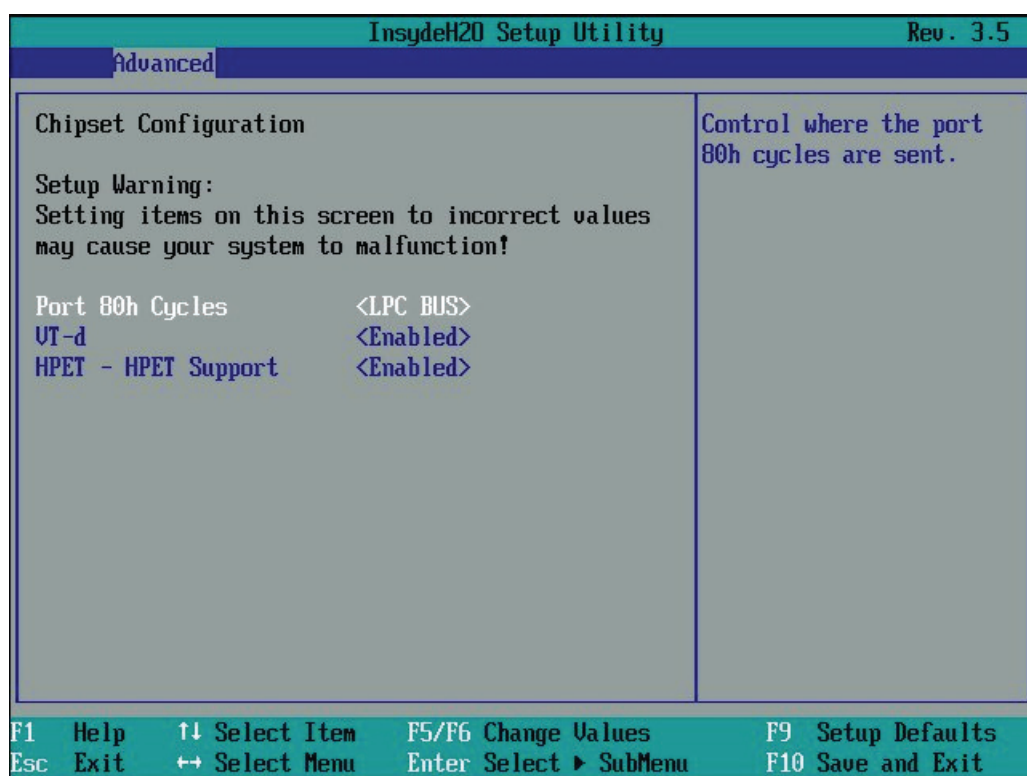 InsydeH20 Setup Utility Rev. 3.5
Advanced
Chipset Configuration
Setup Warning:
Setting items on this screen to incorrect values
may cause your system to malfunction!
Port 80h Cycles <LPC BUS>
VT-d <Enabled>
HPET - HPET Support <Enabled>
Control where the port
80h cycles are sent.
F1 Help ↑↓ Select Item F5/F6 Change Values F9 Setup Defaults
Esc Exit ←→ Select Menu Enter Select ▶ SubMenu F10 Save and Exit